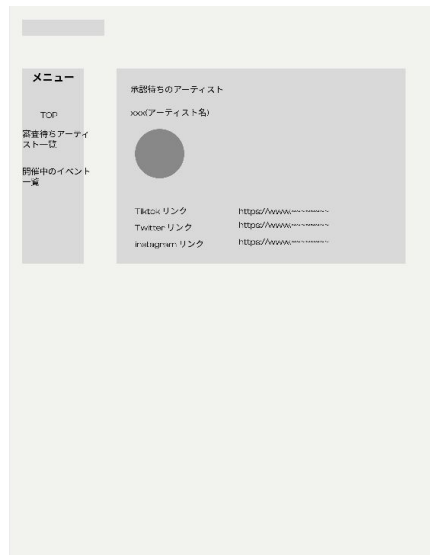 メニュー
TOP
審査待ちアーティ
スト一覧
開催中のイベント
一覧
承認待ちのアーティスト
xxx(アーティスト名)
Tiktok リンク
https://www.~~~~~~~
Twitter リンク
https://www.~~~~~~~
instagram リンク
https://www.~~~~~~~